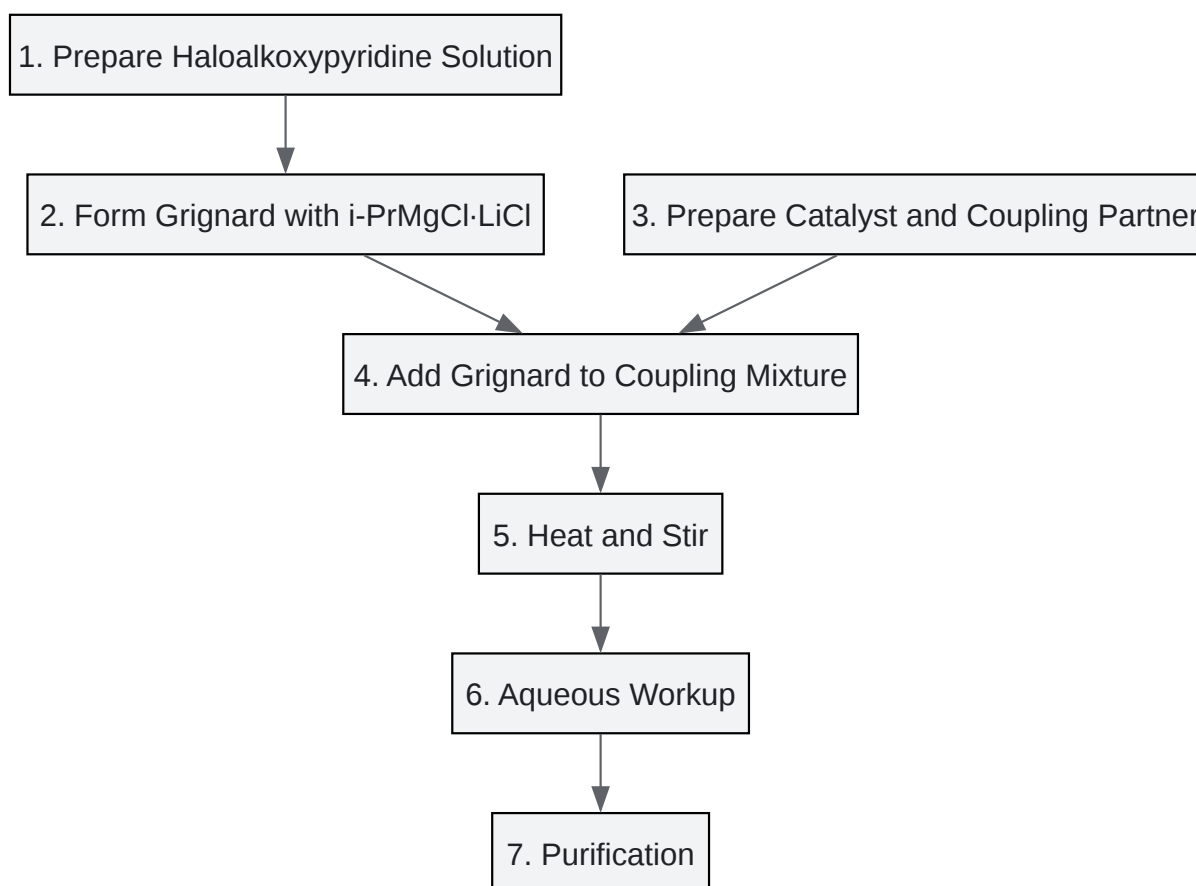 1. Prepare Haloalkoxypyridine Solution
2. Form Grignard with i-PrMgCl·LiCl
3. Prepare Catalyst and Coupling Partner
4. Add Grignard to Coupling Mixture
5. Heat and Stir
6. Aqueous Workup
7. Purification